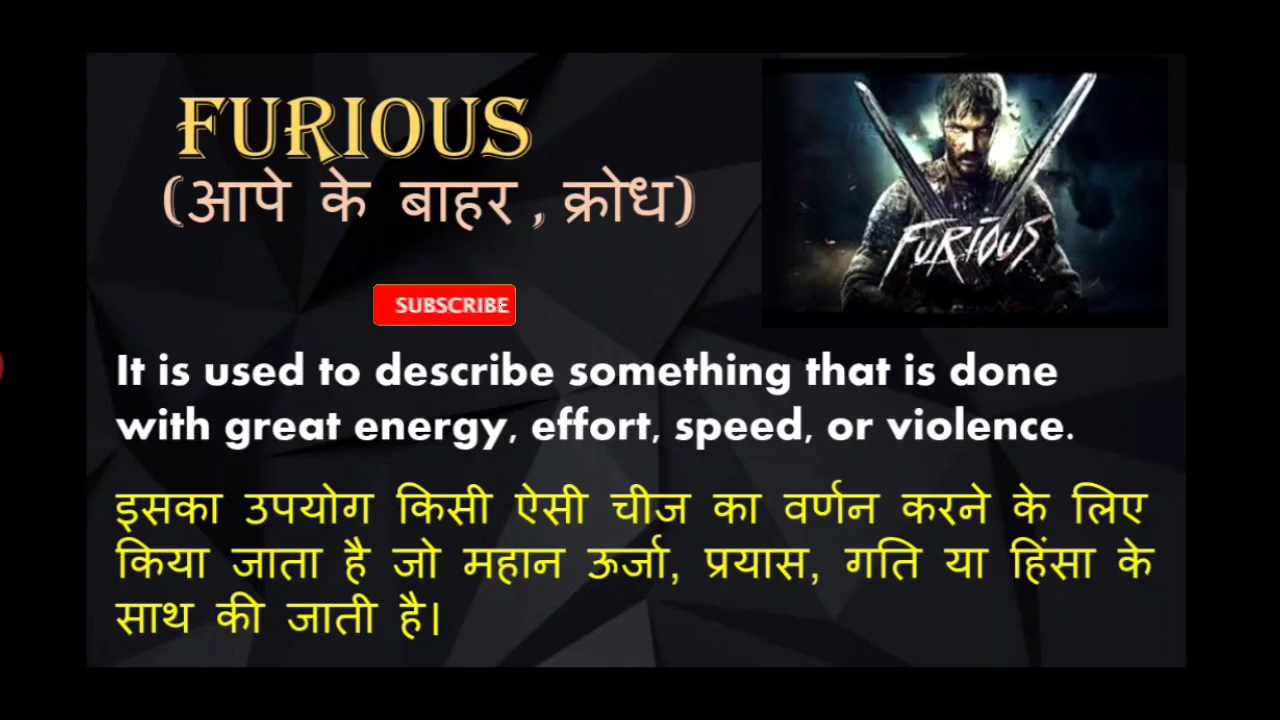 FURIOUS
(आपे के बाहर , क्रोध)
FURIOUS
SUBSCRIBE
It is used to describe something that is done
with great energy, effort, speed, or violence.
इसका उपयोग किसी ऐसी चीज का वर्णन करने के लिए
किया जाता है जो महान ऊर्जा, प्रयास, गति या हिंसा के
साथ की जाती है।